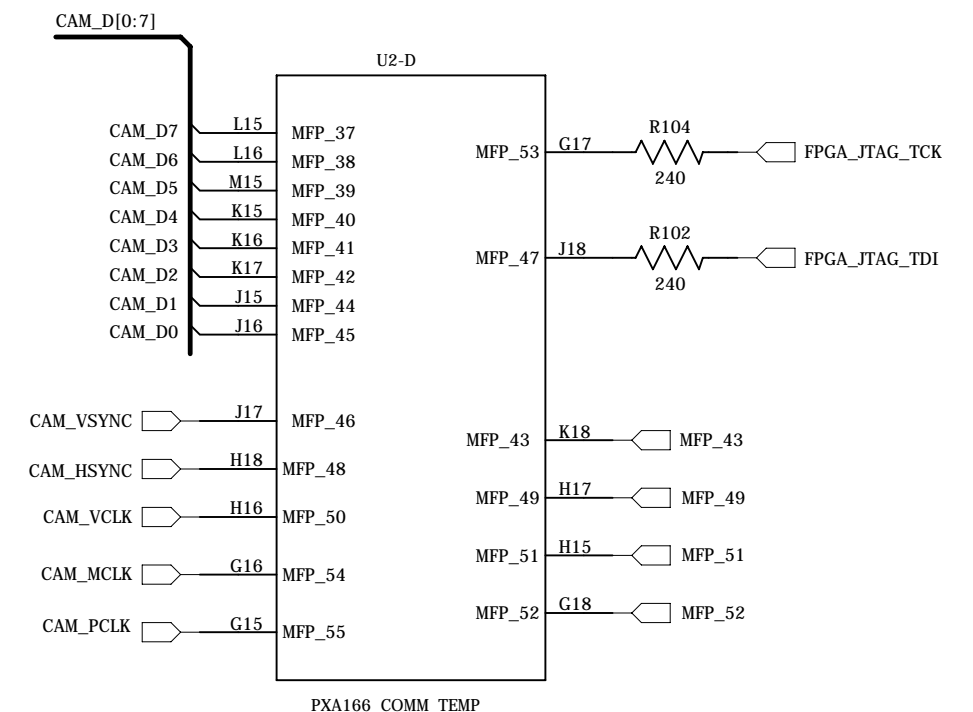 CAM_D[0:7]
U2-D
CAM_D7 L15 MFP_37
CAM_D6 L16 MFP_38
CAM_D5 M15 MFP_39
CAM_D4 K15 MFP_40
CAM_D3 K16 MFP_41
CAM_D2 K17 MFP_42
CAM_D1 J15 MFP_44
CAM_D0 J16 MFP_45
CAM_VSYNC J17 MFP_46
CAM_HSYNC H18 MFP_48
CAM_VCLK H16 MFP_50
CAM_MCLK G16 MFP_54
CAM_PCLK G15 MFP_55
R104
MFP_53 G17 FPGA_JTAG_TCK
240
R102
MFP_47 J18 FPGA_JTAG_TDI
240
MFP_43 K18 MFP_43
MFP_49 H17 MFP_49
MFP_51 H15 MFP_51
MFP_52 G18 MFP_52
PXA166 COMM TEMP